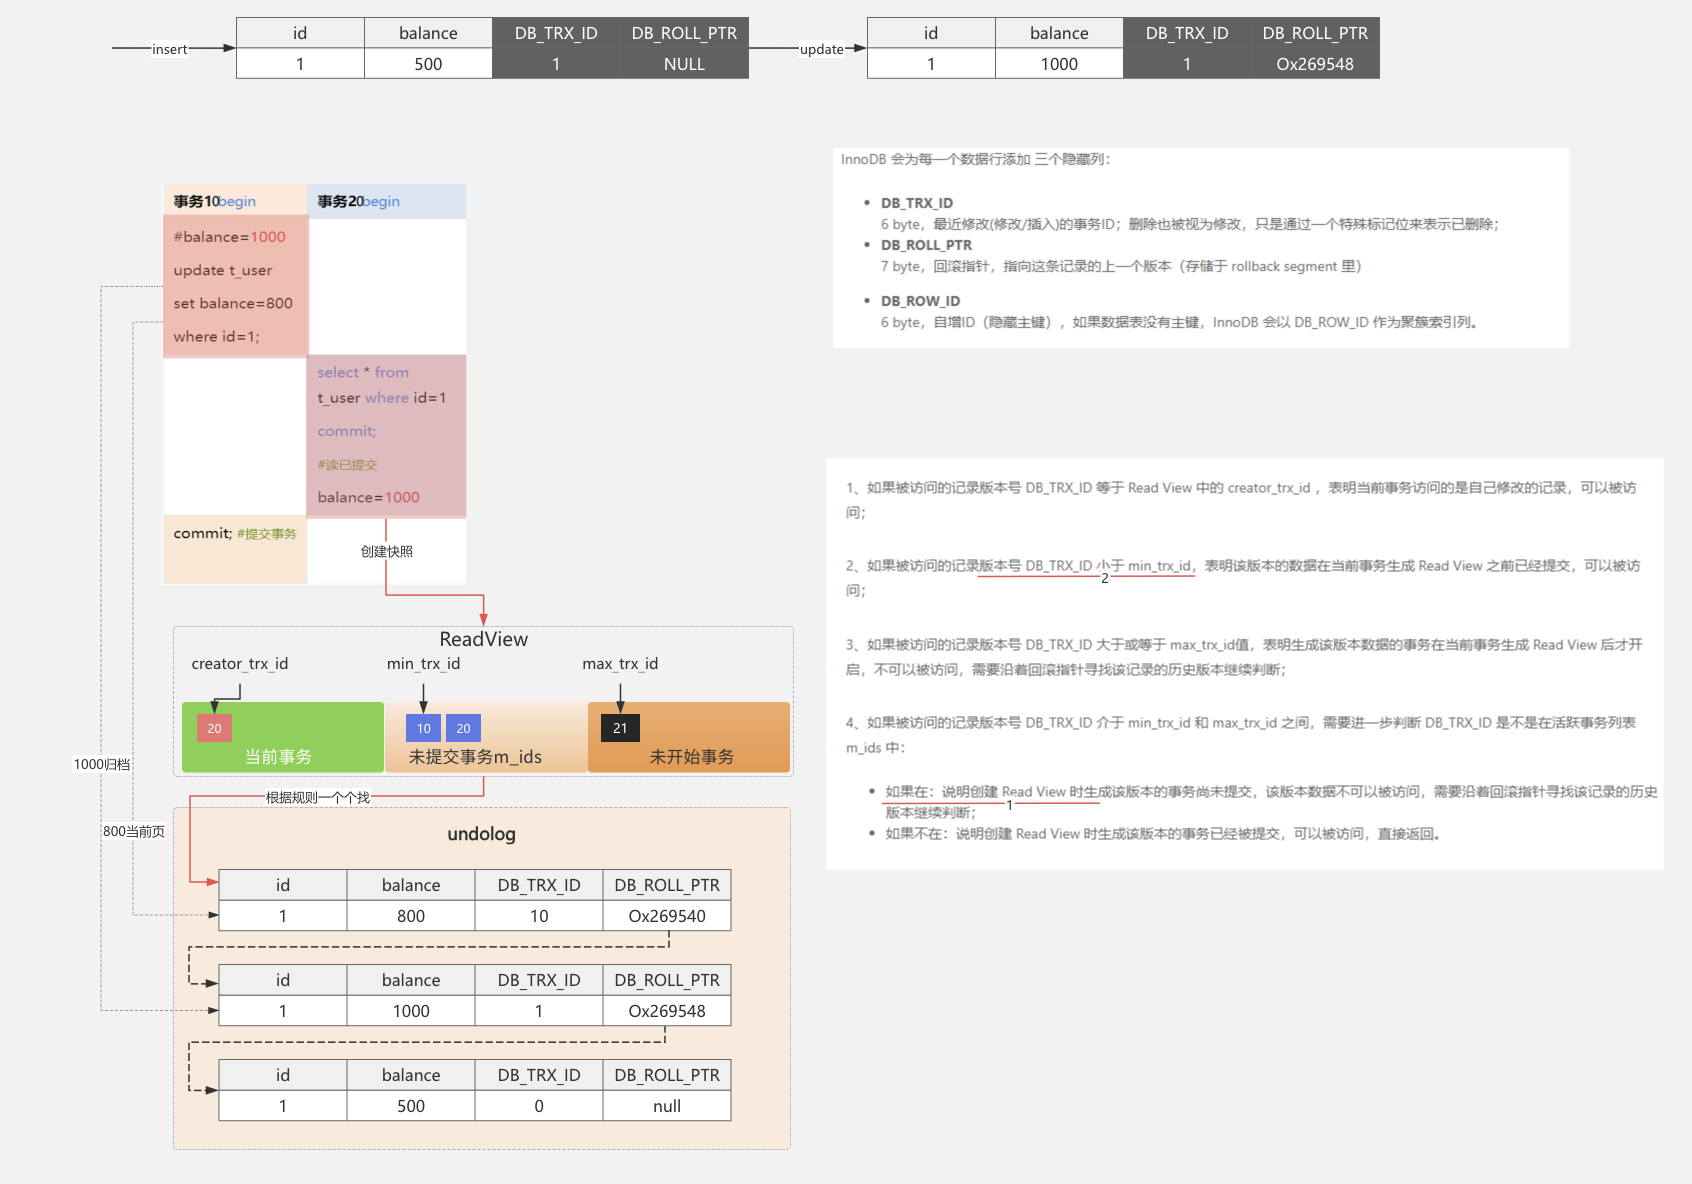 insert
id balance DB_TRX_ID DB_ROLL_PTR
1 500 1 NULL
update
id balance DB_TRX_ID DB_ROLL_PTR
1 1000 1 Ox269548
InnoDB 会为每一个数据行添加 三个隐藏列：
DB_TRX_ID
6 byte，最近修改(修改/插入)的事务ID；删除也被视为修改，只是通过一个特殊标记位来表示已删除；
DB_ROLL_PTR
7 byte，回滚指针，指向这条记录的上一个版本（存储于 rollback segment 里）
DB_ROW_ID
6 byte，自增ID（隐藏主键），如果数据表没有主键，InnoDB 会以 DB_ROW_ID 作为聚簇索引列。
事务10begin
事务20begin
#balance=1000
update t_user
set balance=800
where id=1;
select * from
t_user where id=1
commit;
#读已提交
balance=1000
commit; #提交事务
创建快照
1、如果被访问的记录版本号 DB_TRX_ID 等于 Read View 中的 creator_trx_id ，表明当前事务访问的是自己修改的记录，可以被访
问；
2、如果被访问的记录版本号 DB_TRX_ID 小于 min_trx_id，表明该版本的数据在当前事务生成 Read View 之前已经提交，可以被访
问；
2
3、如果被访问的记录版本号 DB_TRX_ID 大于或等于 max_trx_id值，表明生成该版本数据的事务在当前事务生成 Read View 后才开
启，不可以被访问，需要沿着回滚指针寻找该记录的历史版本继续判断；
4、如果被访问的记录版本号 DB_TRX_ID 介于 min_trx_id 和 max_trx_id 之间，需要进一步判断 DB_TRX_ID 是不是在活跃事务列表
m_ids 中：
如果在：说明创建 Read View 时生成该版本的事务尚未提交，该版本数据不可以被访问，需要沿着回滚指针寻找该记录的历史
版本继续判断；
1
如果不在：说明创建 Read View 时生成该版本的事务已经被提交，可以被访问，直接返回。
ReadView
creator_trx_id min_trx_id max_trx_id
20 10 20 21
当前事务 未提交事务m_ids 未开始事务
1000归档
根据规则一个个找
800当前页
undolog
id balance DB_TRX_ID DB_ROLL_PTR
1 800 10 Ox269540
id balance DB_TRX_ID DB_ROLL_PTR
1 1000 1 Ox269548
id balance DB_TRX_ID DB_ROLL_PTR
1 500 0 null